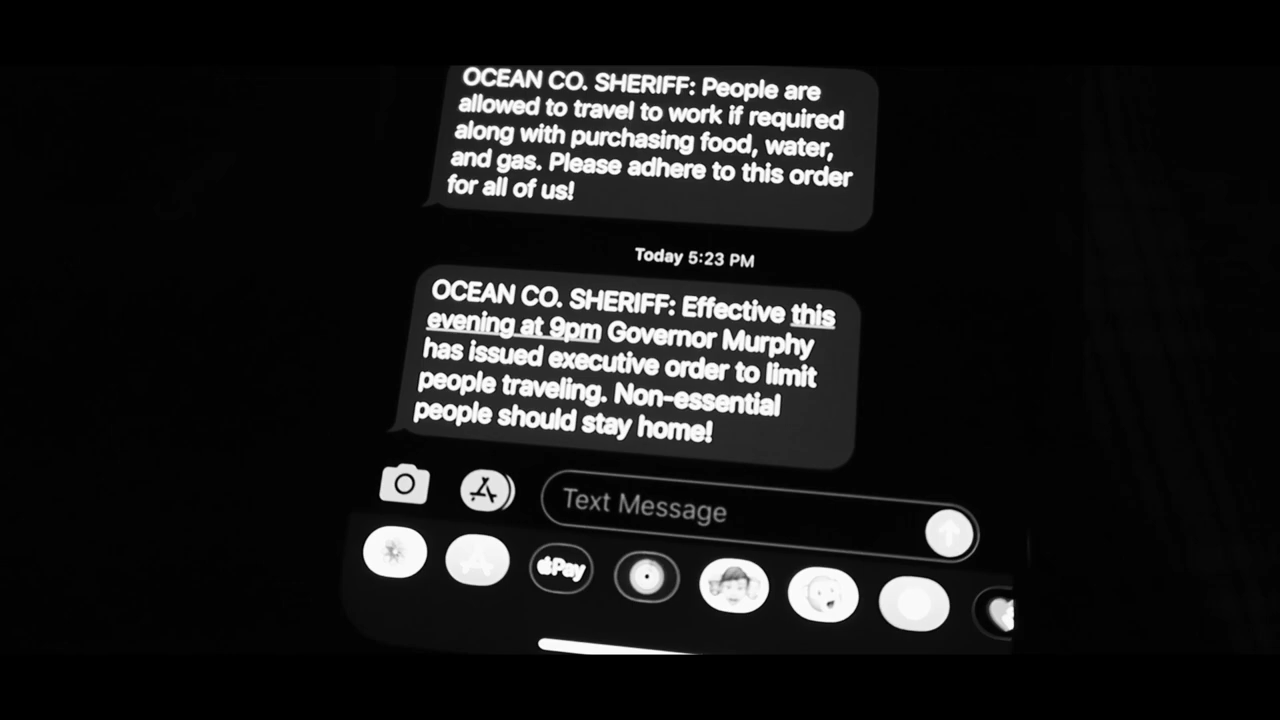 OCEAN CO. SHERIFF: People are
allowed to travel to work if required
along with purchasing food, water,
and gas. Please adhere to this order
for all of us!
Today 5:23 PM
OCEAN CO. SHERIFF: Effective this
evening at 9pm Governor Murphy
has issued executive order to limit
people traveling. Non-essential
people should stay home!
Text Message
Pay